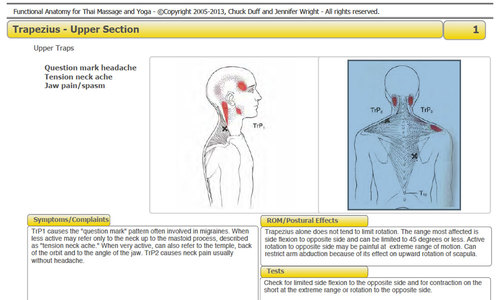 Functional Anatomy for Thai Massage and Yoga - ©Copyright 2005-2013, Chuck Duff and Jennifer Wright - All rights reserved.
Trapezius - Upper Section
1
Upper Traps
Question mark headache
Tension neck ache
Jaw pain/spasm
TrP1
TrP2
TrP2
Symptoms/Complaints
TrP1 causes the "question mark" pattern often involved in migraines. When
less active may refer only to the neck up to the mastoid process, described
as "tension neck ache." When very active, can also refer to the temple, back
of the orbit and to the angle of the jaw. TrP2 causes neck pain usually
without headache.
ROM/Postural Effects
Trapezius alone does not tend to limit rotation. The range most affected is
side flexion to opposite side and can be limited to 45 degrees or less. Active
rotation to opposite side may be painful at extreme range of motion. Can
restrict arm abduction because of its effect on upward rotation of scapula.
Tests
Check for limited side flexion to the opposite side and for contraction on the
short at the extreme range or rotation to the opposite side.